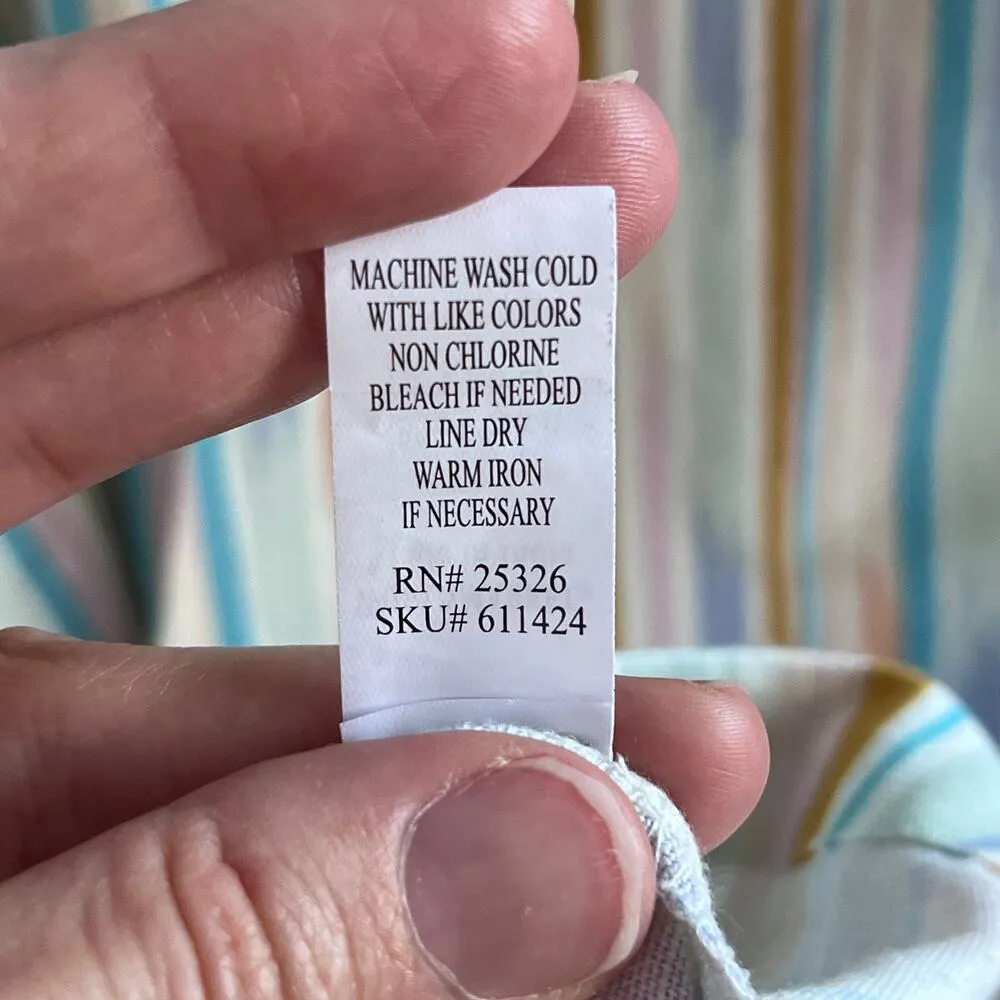 MACHINE WASH COLD
WITH LIKE COLORS
NON CHLORINE
BLEACH IF NEEDED
LINE DRY
WARM IRON
IF NECESSARY
RN# 25326
SKU# 611424